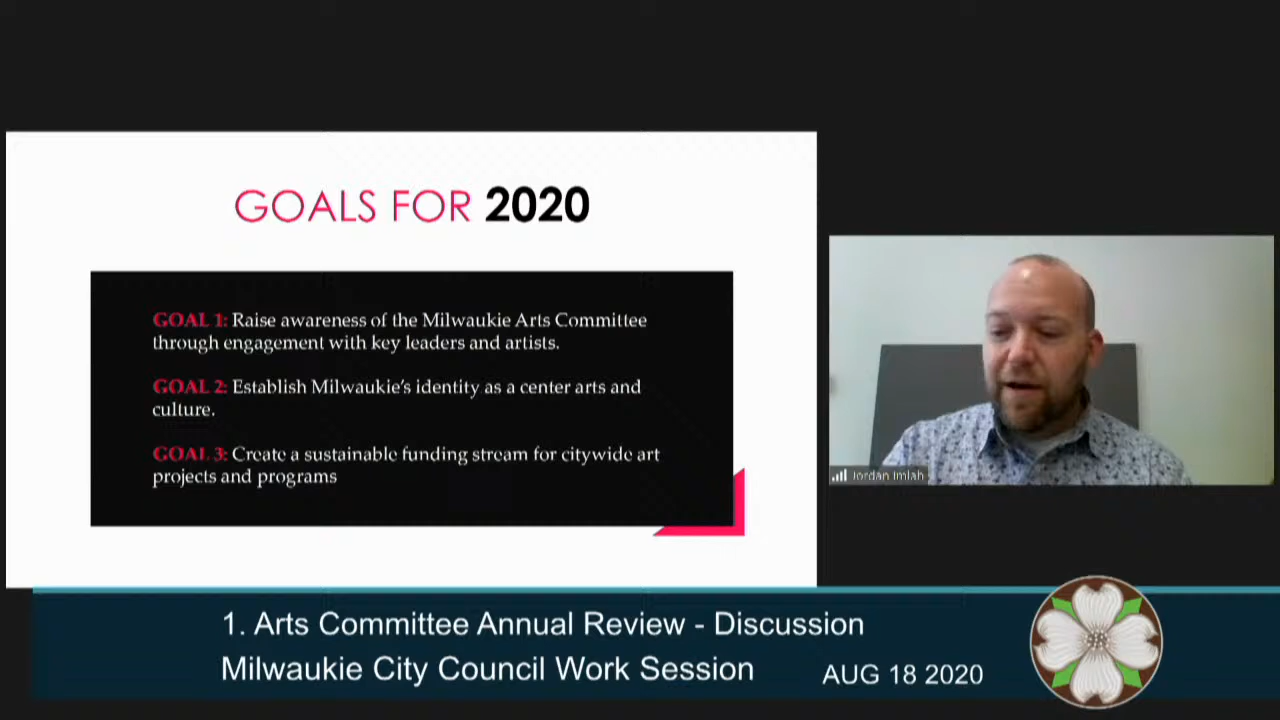 GOALS FOR 2020
GOAL 1: Raise awareness of the Milwaukie Arts Committee
through engagement with key leaders and artists.
GOAL 2: Establish Milwaukie's identity as a center arts and
culture.
GOAL 3: Create a sustainable funding stream for citywide art
projects and programs
Jordan Imlah
1. Arts Committee Annual Review - Discussion
Milwaukie City Council Work Session
AUG 18 2020